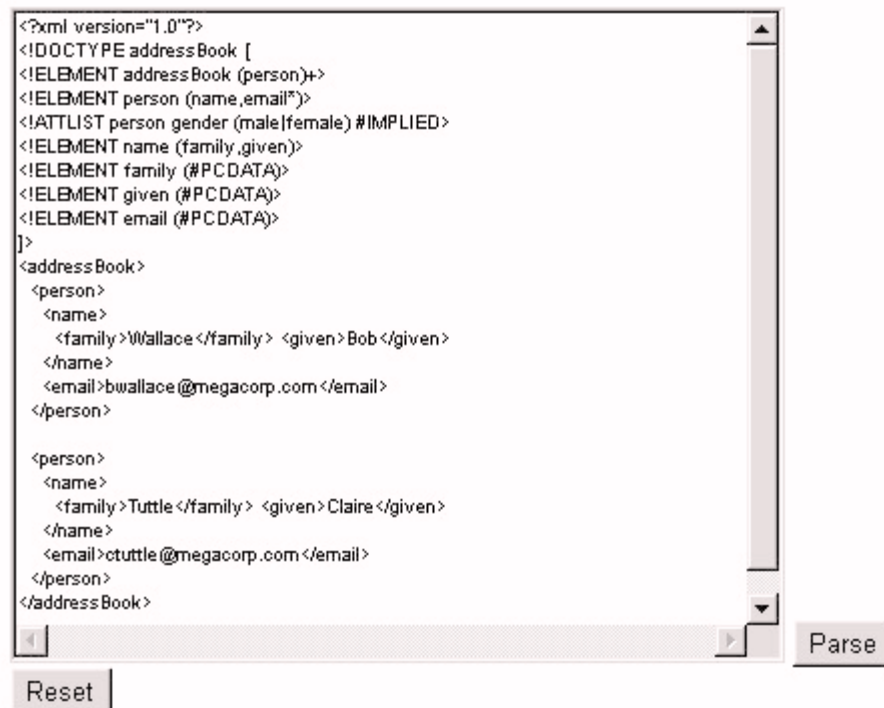 <?xml version="1.0"?>
<!DOCTYPE addressBook [
<!ELEMENT addressBook (person)+>
<!ELEMENT person (name,email*)>
<!ATTLIST person gender (male|female) #IMPLIED>
<!ELEMENT name (family,given)>
<!ELEMENT family (#PCDATA)>
<!ELEMENT given (#PCDATA)>
<!ELEMENT email (#PCDATA)>
]>
<addressBook>
  <person>
    <name>
      <family>Wallace</family> <given>Bob</given>
    </name>
    <email>bwallace@megacorp.com</email>
  </person>

  <person>
    <name>
      <family>Tuttle</family> <given>Claire</given>
    </name>
    <email>ctuttle@megacorp.com</email>
  </person>
</addressBook>
Parse
Reset